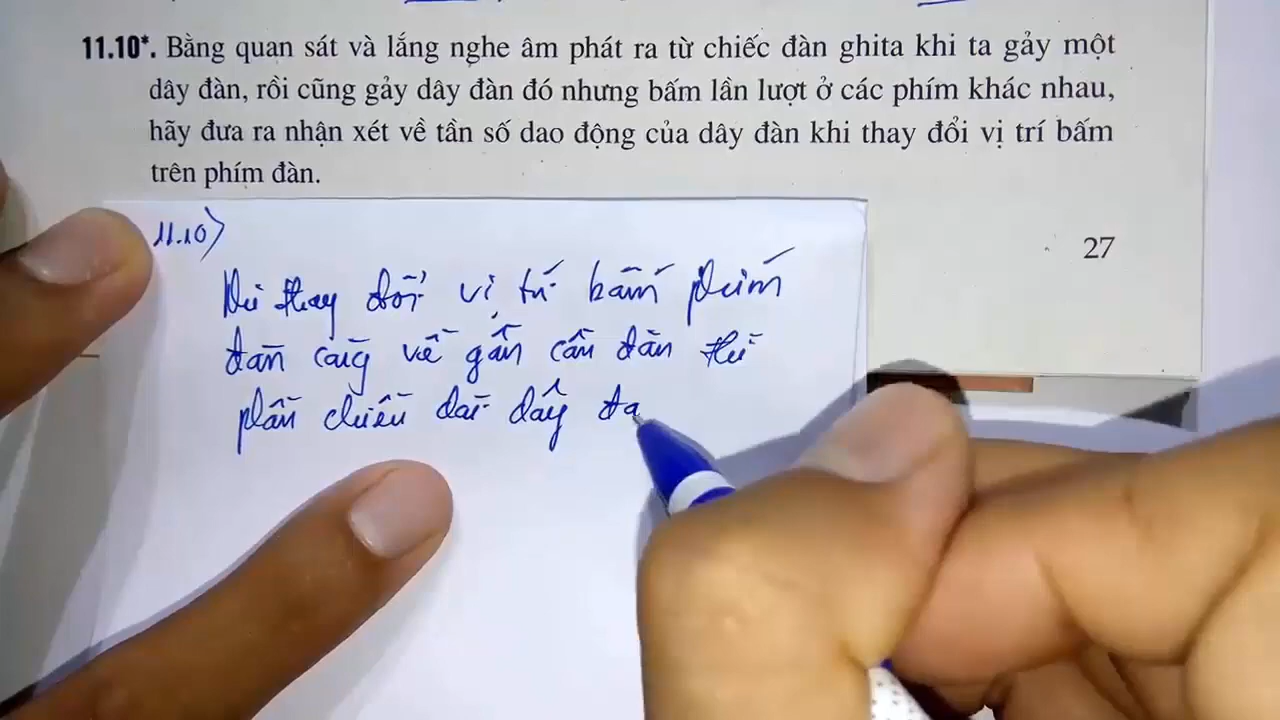 11.10*. Bằng quan sát và lắng nghe âm phát ra từ chiếc đàn ghita khi ta gảy một
dây đàn, rồi cũng gảy dây đàn đó nhưng bấm lần lượt ở các phím khác nhau,
hãy đưa ra nhận xét về tần số dao động của dây đàn khi thay đổi vị trí bấm
trên phím đàn.
27
11.10)
Khi thay đổi vị trí bấm phím
đàn càng về gần cần đàn thì
phần chiều dài dây đa